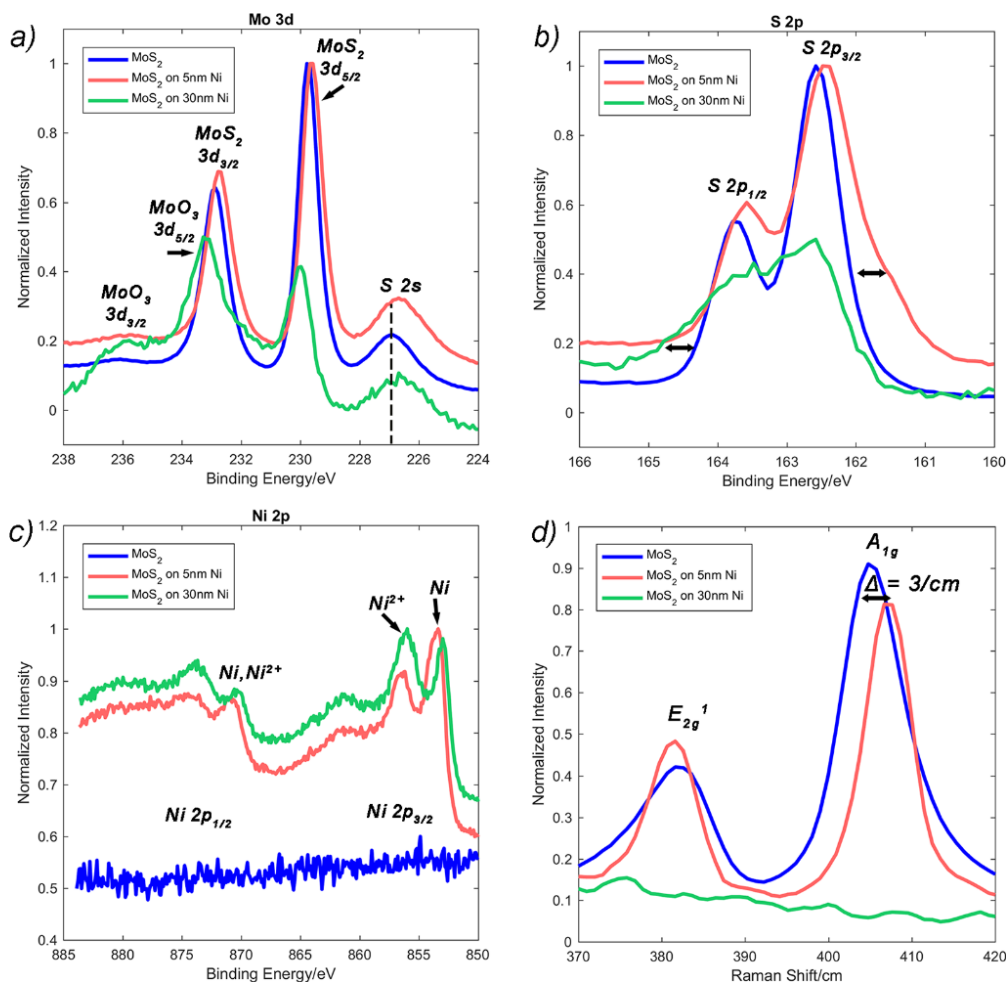 a)
Mo 3d
MoS2
MoS2 on 5nm Ni
MoS2 on 30nm Ni
MoS2
3d5/2
MoS2
3d3/2
MoO3
3d5/2
MoO3
3d3/2
S 2s
Normalized Intensity
1
0.8
0.6
0.4
0.2
0
238 236 234 232 230 228 226 224
Binding Energy/eV
b)
S 2p
MoS2
MoS2 on 5nm Ni
MoS2 on 30nm Ni
S 2p3/2
S 2p1/2
Normalized Intensity
1
0.8
0.6
0.4
0.2
0
166 165 164 163 162 161 160
Binding Energy/eV
c)
Ni 2p
MoS2
MoS2 on 5nm Ni
MoS2 on 30nm Ni
Ni2+
Ni
Ni,Ni2+
Ni 2p1/2
Ni 2p3/2
Normalized Intensity
1.2
1.1
1
0.9
0.8
0.7
0.6
0.5
0.4
885 880 875 870 865 860 855 850
Binding Energy/eV
d)
MoS2
MoS2 on 5nm Ni
MoS2 on 30nm Ni
A1g
Δ = 3/cm
E2g1
Normalized Intensity
1
0.9
0.8
0.7
0.6
0.5
0.4
0.3
0.2
0.1
0
370 380 390 400 410 420
Raman Shift/cm